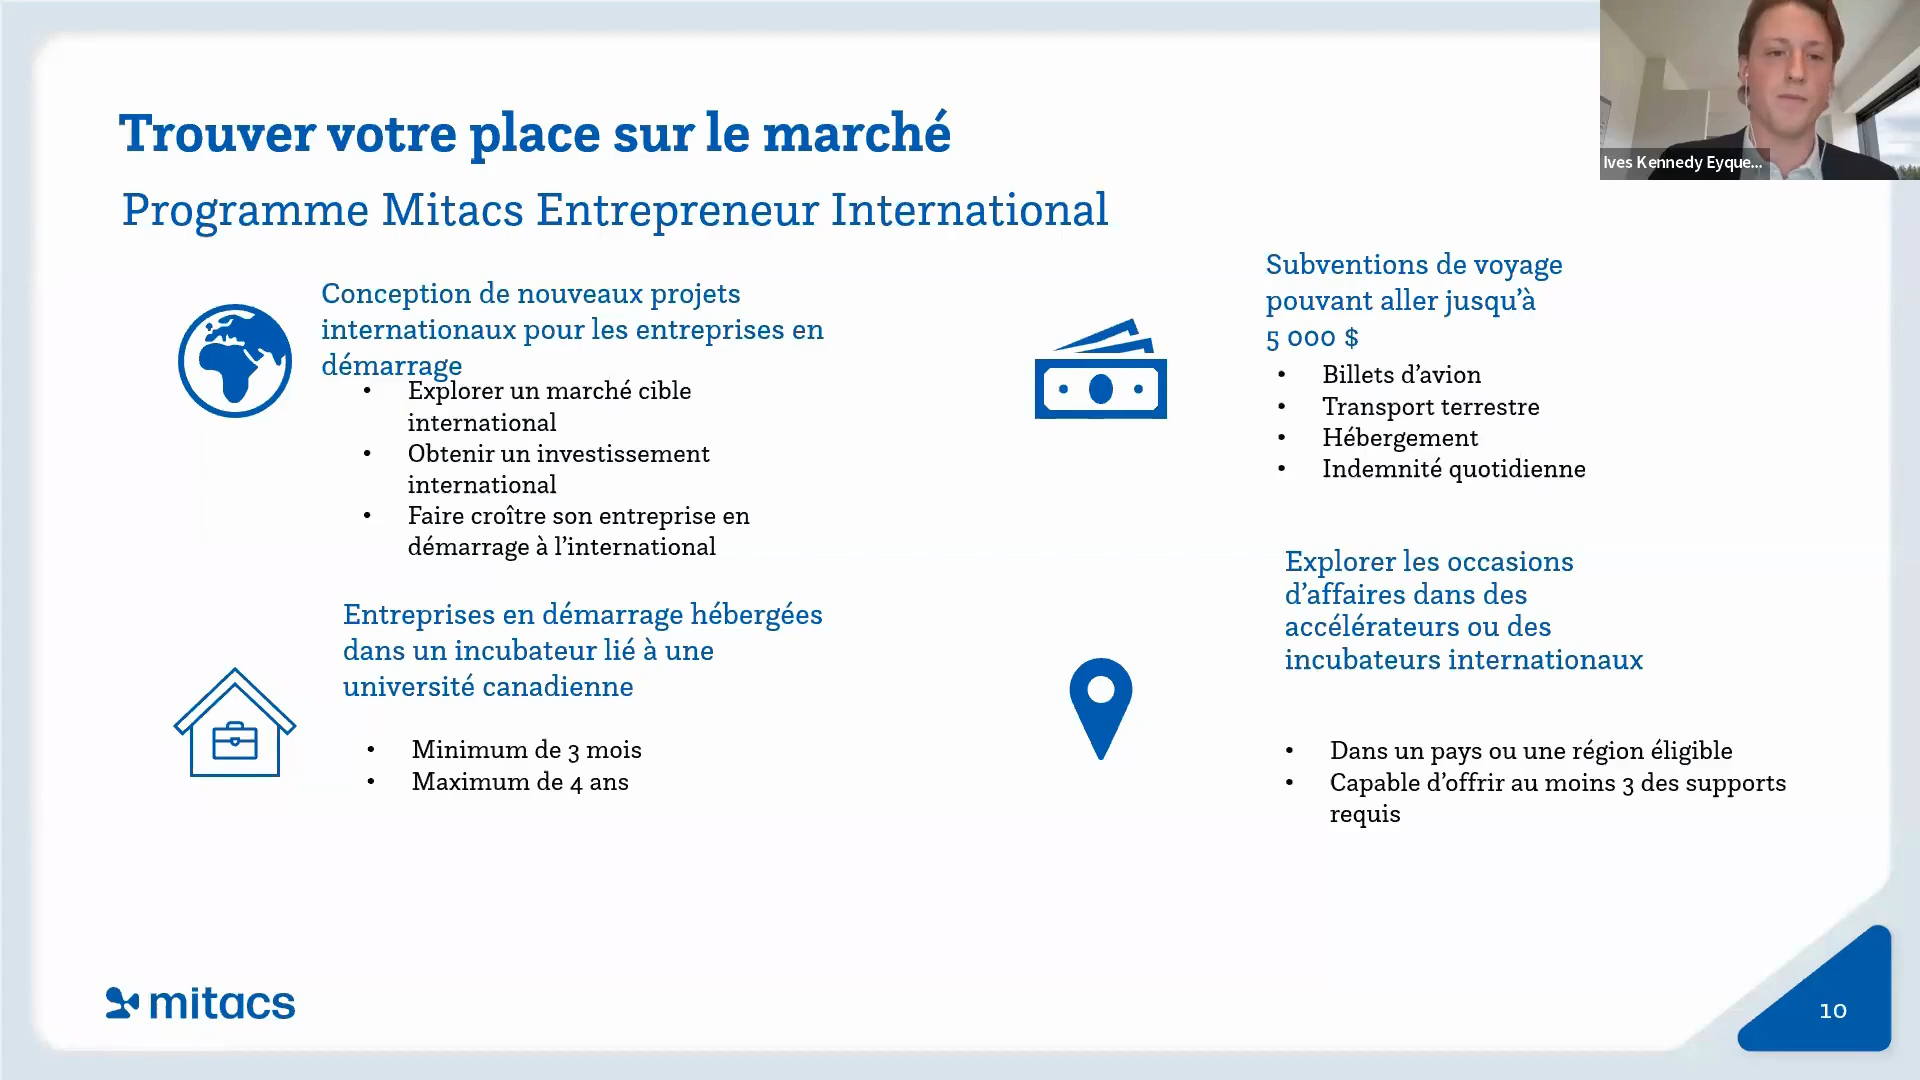 Trouver votre place sur le marché
Programme Mitacs Entrepreneur International
Conception de nouveaux projets
internationaux pour les entreprises en
démarrage
• Explorer un marché cible
international
• Obtenir un investissement
international
• Faire croître son entreprise en
démarrage à l’international
Entreprises en démarrage hébergées
dans un incubateur lié à une
université canadienne
• Minimum de 3 mois
• Maximum de 4 ans
Subventions de voyage
pouvant aller jusqu’à
5 000 $
• Billets d’avion
• Transport terrestre
• Hébergement
• Indemnité quotidienne
Explorer les occasions
d’affaires dans des
accélérateurs ou des
incubateurs internationaux
• Dans un pays ou une région éligible
• Capable d’offrir au moins 3 des supports
requis
Ives Kennedy Eyque...
mitacs
10